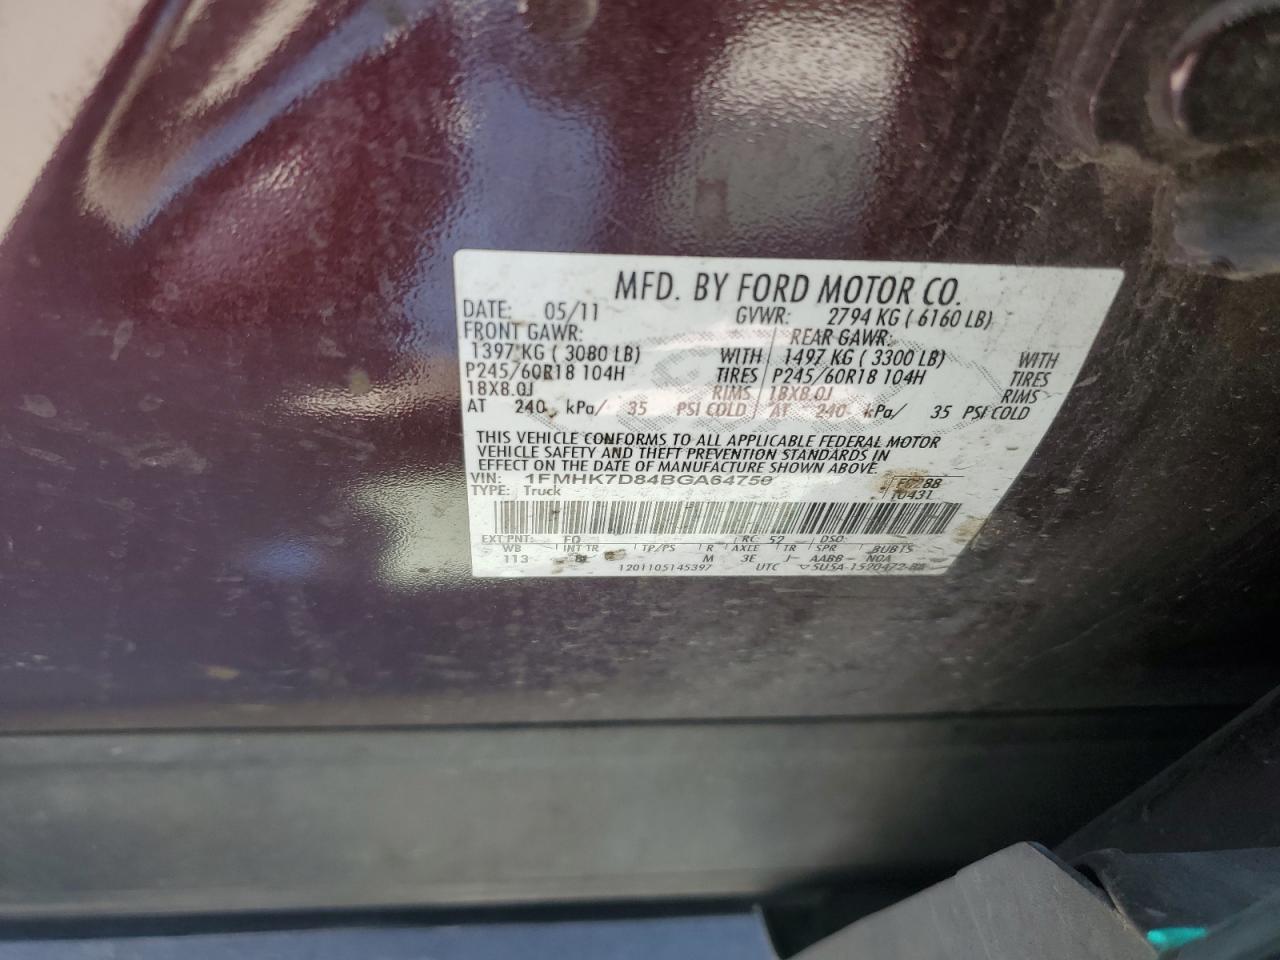 MFD. BY FORD MOTOR CO.
DATE: 05/11 GVWR: 2794 KG ( 6160 LB)
FRONT GAWR: REAR GAWR:
1397 KG ( 3080 LB) WITH 1497 KG ( 3300 LB) WITH
P245/60R18 104H TIRES P245/60R18 104H TIRES
18X8.0J RIMS 18X8.0J RIMS
AT 240 kPa/ 35 PSI COLD AT 240 kPa/ 35 PSI COLD
THIS VEHICLE CONFORMS TO ALL APPLICABLE FEDERAL MOTOR
VEHICLE SAFETY AND THEFT PREVENTION STANDARDS IN
EFFECT ON THE DATE OF MANUFACTURE SHOWN ABOVE.
VIN: 1FMHK7D84BGA64750
TYPE: Truck 10431
EXT PNT: FQ RC: 52 DSO:
WB INT TR TP/PS R AXLE TR SPR BUBTS
113 M 3E J AABB NOA
1201105145397 UTC